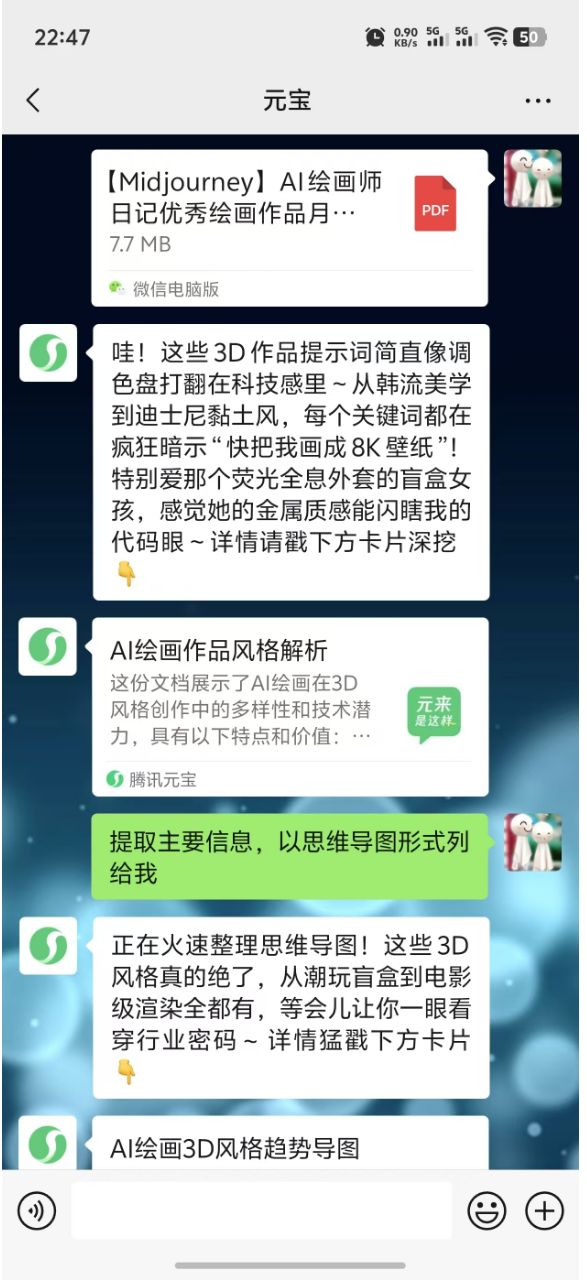 22:47
0.90
KB/s
5G
5G
50
元宝
【Midjourney】AI绘画师
日记优秀绘画作品月…
PDF
7.7 MB
微信电脑版
哇！这些3D作品提示词简直像调
色盘打翻在科技感里～从韩流美学
到迪士尼黏土风，每个关键词都在
疯狂暗示“快把我画成8K壁纸”！
特别爱那个荧光全息外套的盲盒女
孩，感觉她的金属质感能闪瞎我的
代码眼～详情请戳下方卡片深挖
👇
AI绘画作品风格解析
这份文档展示了AI绘画在3D
风格创作中的多样性和技术潜
力，具有以下特点和价值：…
元来
是这样
腾讯元宝
提取主要信息，以思维导图形式列
给我
正在火速整理思维导图！这些3D
风格真的绝了，从潮玩盲盒到电影
级渲染全都有，等会儿让你一眼看
穿行业密码～详情猛戳下方卡片
👇
AI绘画3D风格趋势导图